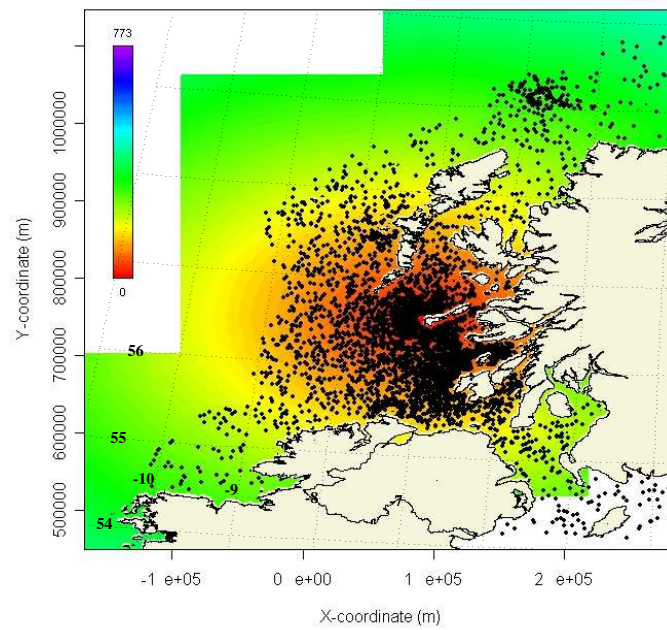 773
0
Y-coordinate (m)
1000000
900000
800000
700000
600000
500000
56
55
-10
-9
-8
-7
54
-1 e+05
0 e+00
1 e+05
2 e+05
X-coordinate (m)